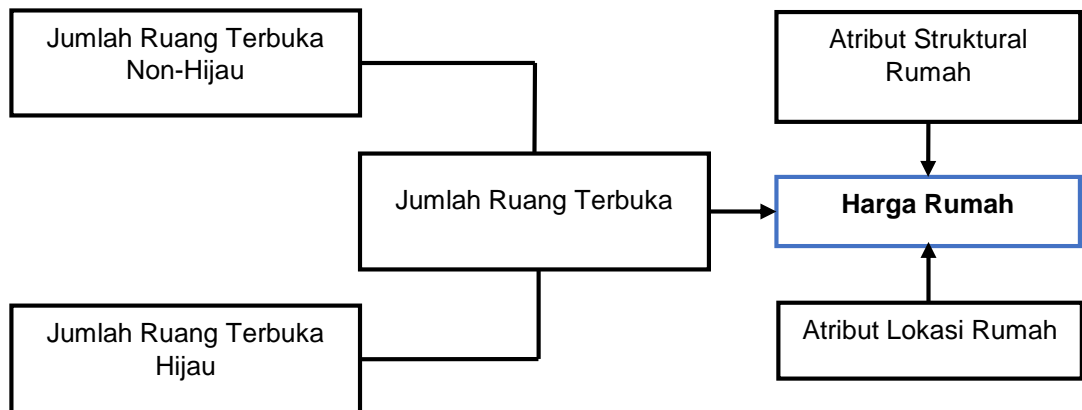 Jumlah Ruang Terbuka
Non-Hijau
Atribut Struktural
Rumah
Jumlah Ruang Terbuka
Harga Rumah
Jumlah Ruang Terbuka
Hijau
Atribut Lokasi Rumah